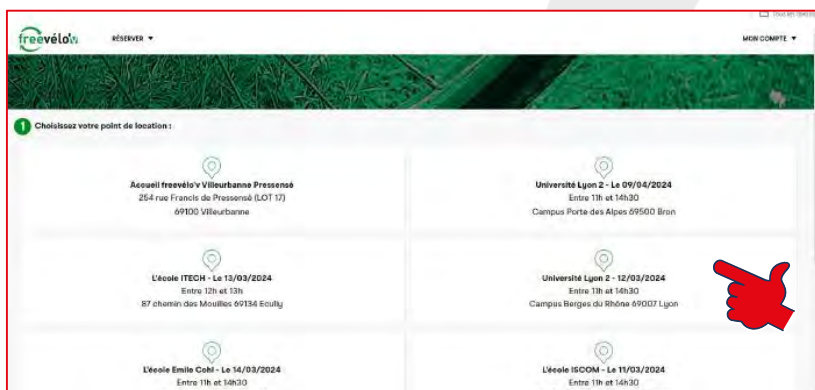 freevélo'v
RÉSERVER
MON COMPTE
1 Choisissez votre point de location :
Accueil freevélo'v Villeurbanne Pressensé
254 rue Francis de Pressensé (LOT 17)
69100 Villeurbanne
Université Lyon 2 - Le 09/04/2024
Entre 11h et 14h30
Campus Porte des Alpes 69500 Bron
L'école ITECH - Le 13/03/2024
Entre 12h et 13h
87 chemin des Mouilles 69134 Ecully
Université Lyon 2 - 12/03/2024
Entre 11h et 14h30
Campus Berges du Rhône 69007 Lyon
L'école Emile Cohl - Le 14/03/2024
Entre 11h et 14h30
L'école ISCOM - Le 11/03/2024
Entre 11h et 14h30